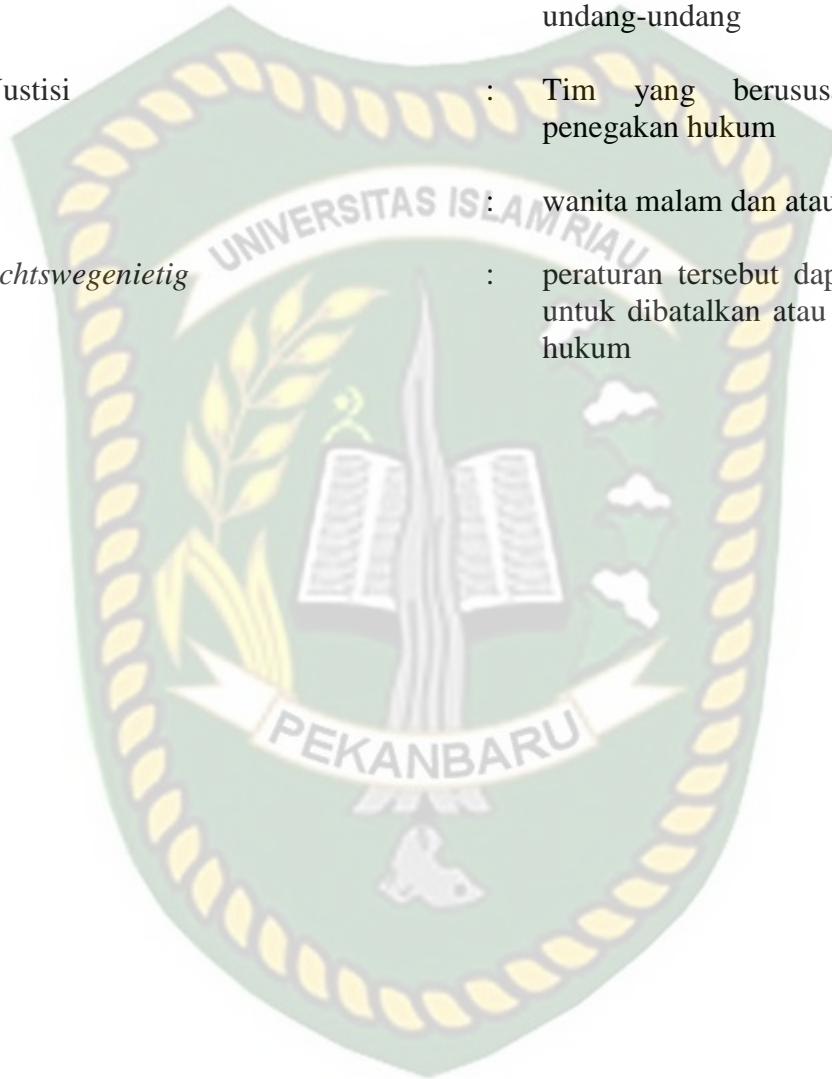 undang-undang
Yustisi : Tim yang berusus
penegakan hukum
: wanita malam dan atau
chtswegenietig : peraturan tersebut dap
untuk dibatalkan atau
hukum
UNIVERSITAS ISLAM RIAU
PEKANBARU